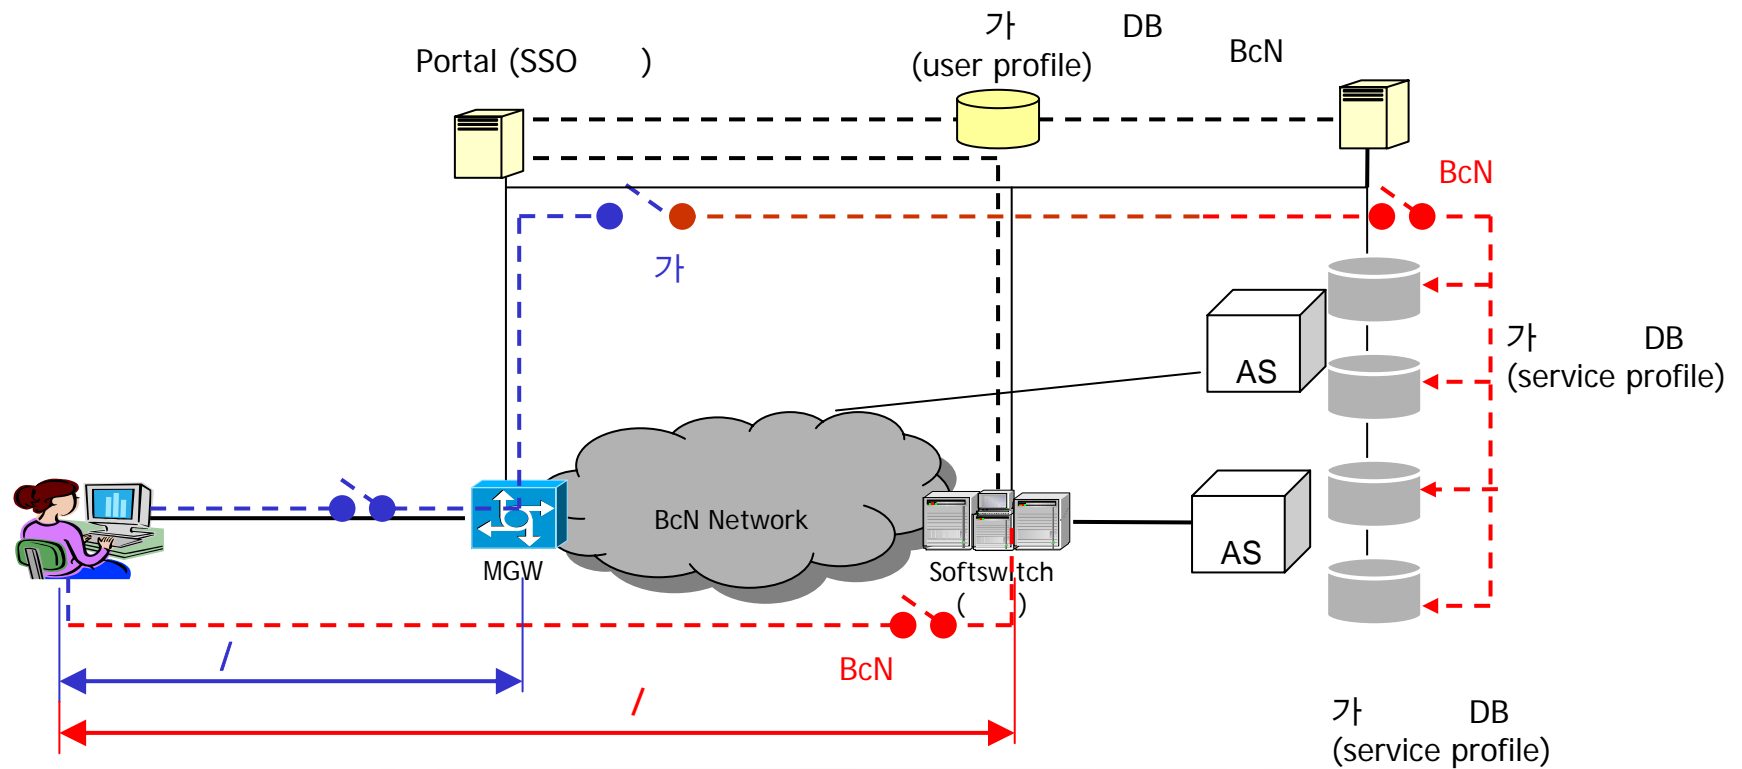 가 DB
(user profile)
Portal (SSO )
BcN
BcN
가
가 DB
(service profile)
AS
BcN Network
AS
MGW
Softswitch
( )
/
BcN
/
가 DB
(service profile)